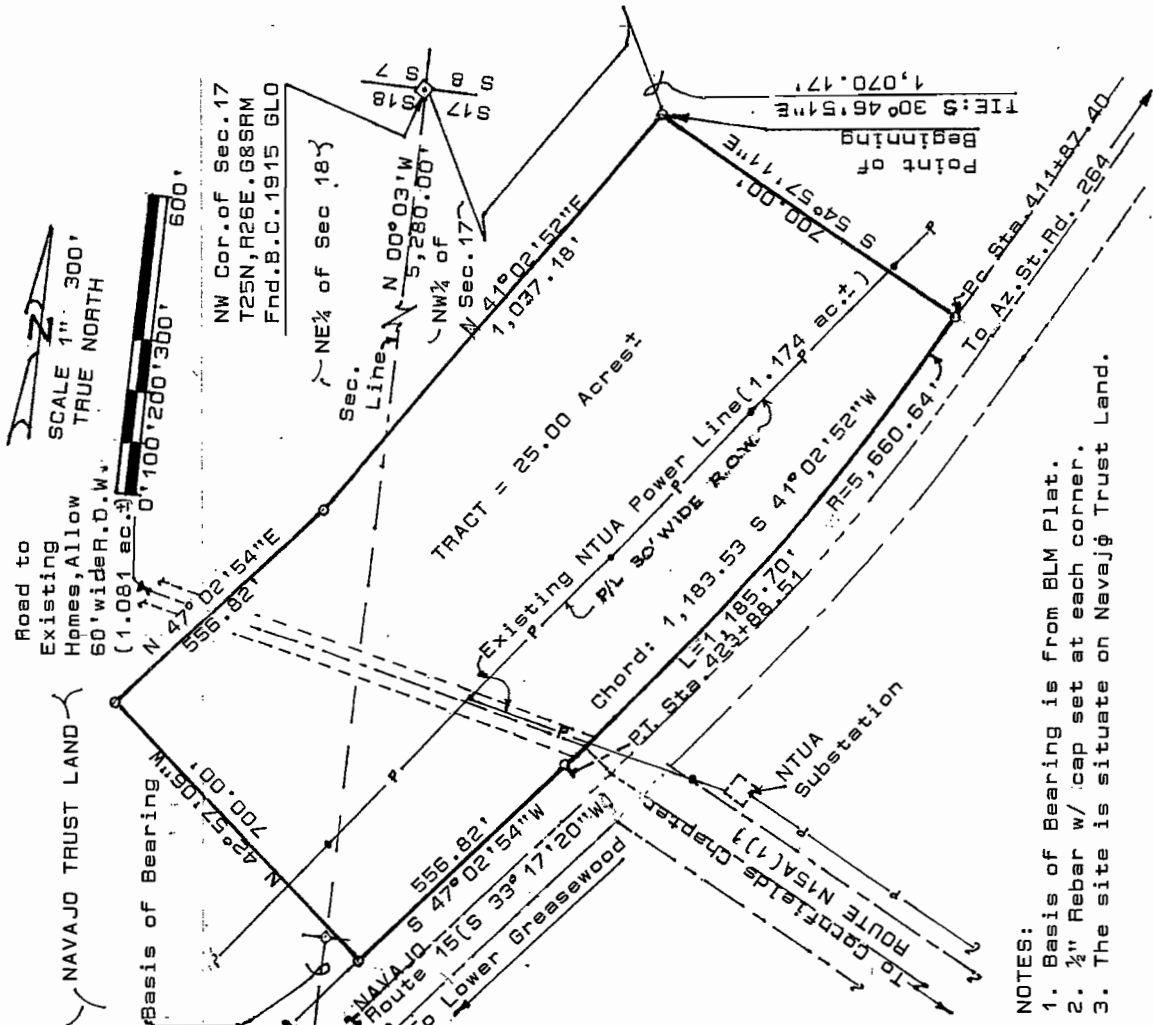 Road to
Existing
Homes,Allow
60'wideR.O.W.
(1.081 ac.±)
SCALE 1" 300'
TRUE NORTH
0'100'200'300'
600'
NW Cor.of Sec.17
T25N,R26E.G&SRM
Fnd.B.C.1915 GLO
S 7
S18
S 8
S17
NE¼ of Sec 18
Sec.
Line
N 00°03'W
5,280.00'
NW¼ of
Sec.17
NAVAJO TRUST LAND
Basis of Bearing
N 47°02'54"E
556.82'
N 41°02'52"E
1,037.18'
N 42°57'06"W
700.00'
TRACT = 25.00 Acres±
S 54°57'11"E
700.00'
Point of
Beginning
TIE:S 30°46'51"E
1,070.17'
Existing NTUA Power Line(1.174 ac.±)
P/L 30' WIDE R.O.W.
P
P
P
P
P
P
P
P
Chord: 1,183.53 S 41°02'52"W
L=1,185.70'
R=5,660.64'
PT Sta.423+88.51
Pc Sta.411+87.40
To Az.St.Rd. 264
S 47°02'54"W
556.82'
NAVAJO
Route 15(S 33°17'20"W)
To Lower Greasewood
To Cornfields Chapter
ROUTE N15A(1)
NTUA
Substation
NOTES:
1. Basis of Bearing is from BLM Plat.
2. ½" Rebar w/ cap set at each corner.
3. The site is situate on Navajo Trust Land.